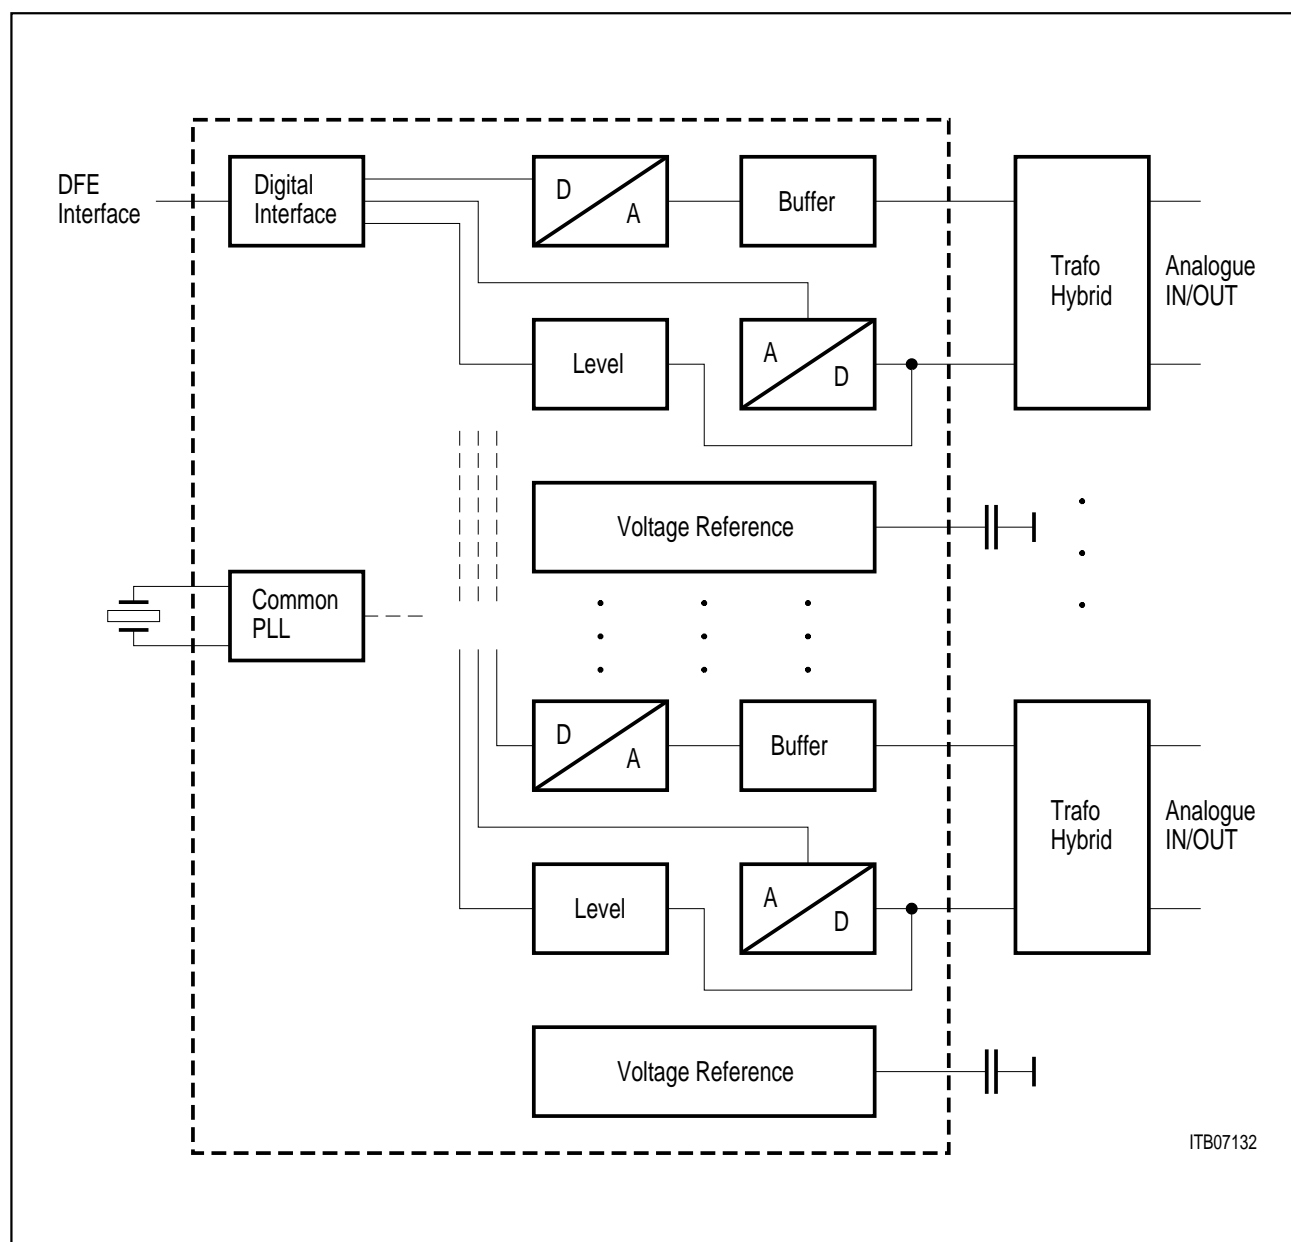 DFE
Interface
Digital
Interface
D
A
Buffer
Trafo
Hybrid
Analogue
IN/OUT
Level
A
D
Voltage Reference
Common
PLL
D
A
Buffer
Trafo
Hybrid
Analogue
IN/OUT
Level
A
D
Voltage Reference
ITB07132